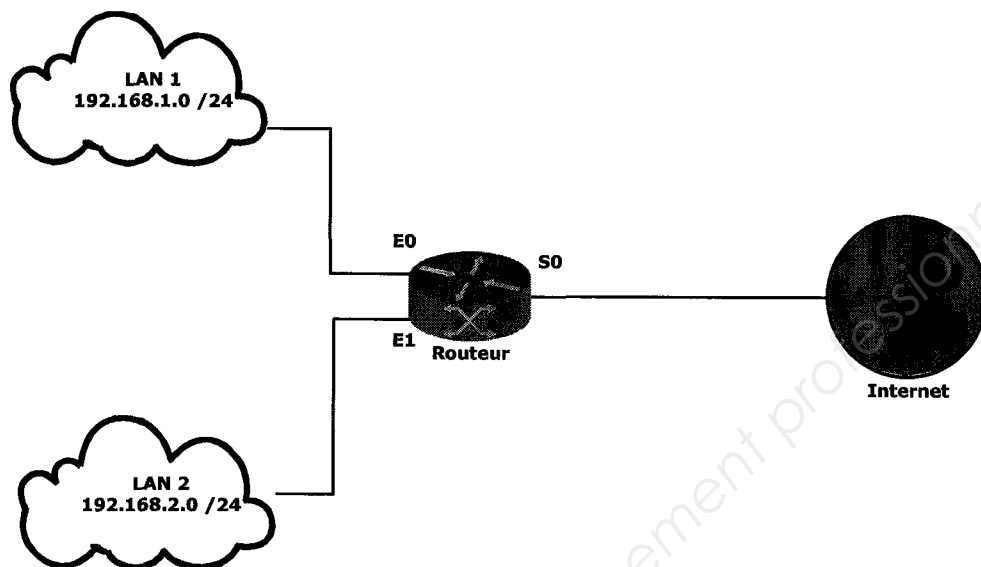 LAN 1
192.168.1.0 /24
E0
S0
E1
Routeur
Internet
LAN 2
192.168.2.0 /24